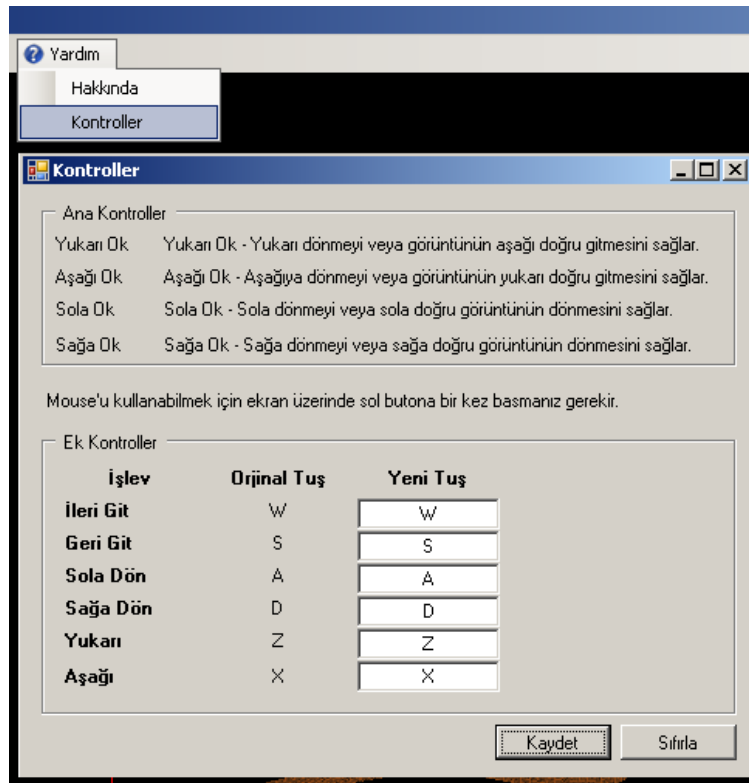 Yardım
Hakkında
Kontroller
Kontroller
Ana Kontroller
Yukarı Ok Yukarı Ok - Yukarı dönmeyi veya görüntünün aşağı doğru gitmesini sağlar.
Aşağı Ok Aşağı Ok - Aşağıya dönmeyi veya görüntünün yukarı doğru gitmesini sağlar.
Sola Ok Sola Ok - Sola dönmeyi veya sola doğru görüntünün dönmesini sağlar.
Sağa Ok Sağa Ok - Sağa dönmeyi veya sağa doğru görüntünün dönmesini sağlar.
Mouse'u kullanabilmek için ekran üzerinde sol butona bir kez basmanız gerekir.
Ek Kontroller
İşlev Orjinal Tuş Yeni Tuş
İleri Git W W
Geri Git S S
Sola Dön A A
Sağa Dön D D
Yukarı Z Z
Aşağı X X
Kaydet Sıfırla